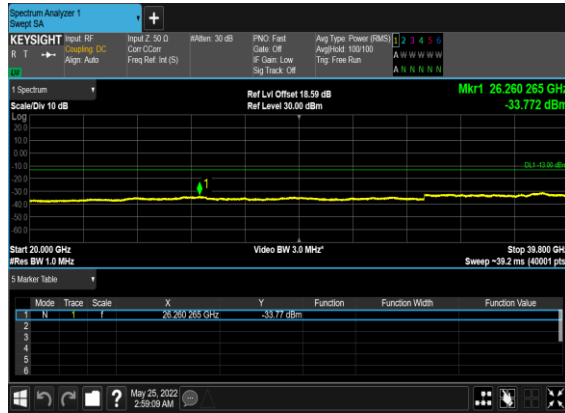 Spectrum Analyzer 1
Swept SA
+
KEYSIGHT
R T
LW
Input: RF
Coupling: DC
Align: Auto
Input Z: 50 Ω
Corr CCorr
Freq Ref: Int (S)
#Atten: 30 dB
PNO: Fast
Gate: Off
IF Gain: Low
Sig Track: Off
Avg Type: Power (RMS)
Avg|Hold: 100/100
Trig: Free Run
1 2 3 4 5 6
A W W W W W
A N N N N N
1 Spectrum
Scale/Div 10 dB
Ref Lvl Offset 18.59 dB
Ref Level 30.00 dBm
Mkr1 26.260 265 GHz
-33.772 dBm
Log
20.0
10.0
0.00
-10.0
-20.0
-30.0
-40.0
-50.0
-60.0
DL1 -13.00 dBm
1
Start 20.000 GHz
#Res BW 1.0 MHz
Video BW 3.0 MHz*
Stop 39.800 GHz
Sweep ~39.2 ms (40001 pts
5 Marker Table
Mode Trace Scale X Y Function Function Width Function Value
1 N 1 f 26.260 265 GHz -33.77 dBm
2
3
4
5
6
? May 25, 2022
2:59:09 AM